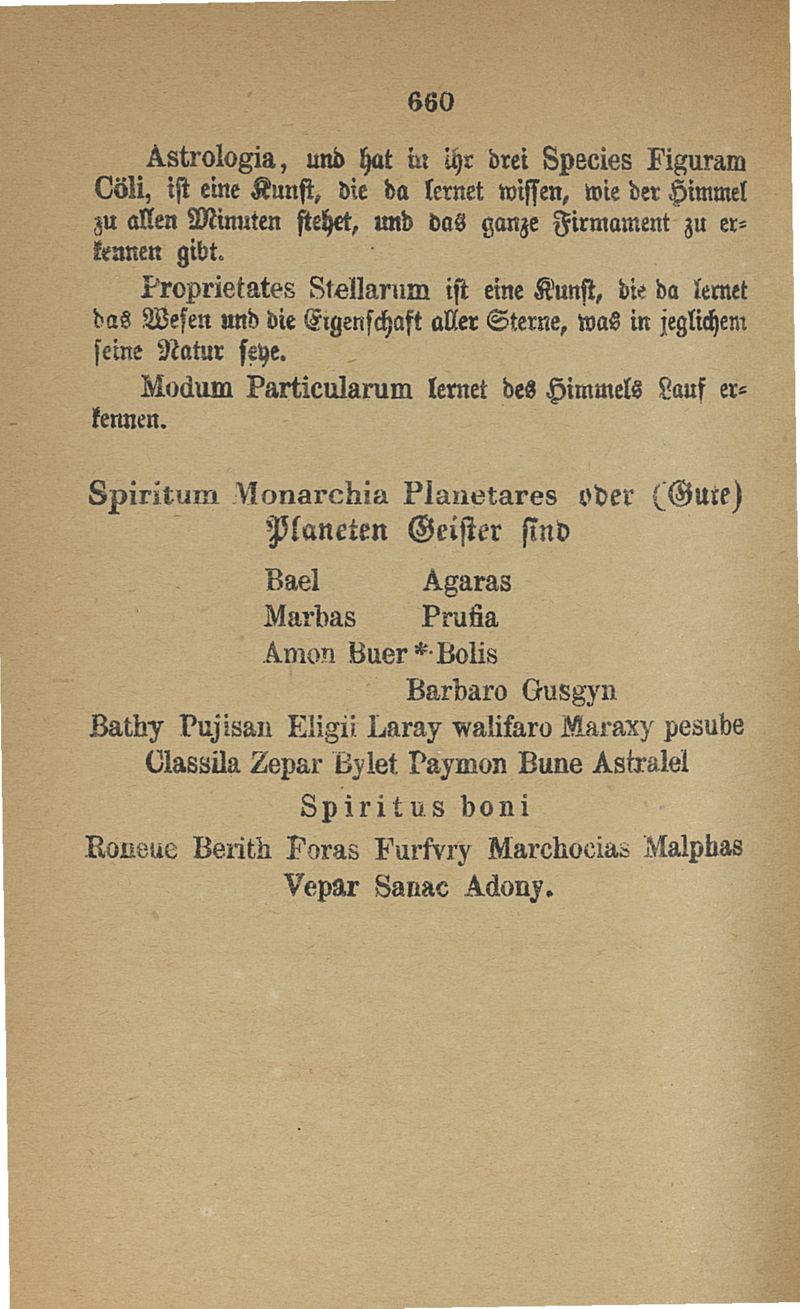 660
Astrologia, und hat in ihr drei Species Figuram
Cöli, ist eine Kunst, die da lernet wissen, wie der Himmel
zu allen Minuten stehet, und das ganze Firmament zu er-
kennen gibt.
Proprietates Stellarum ist eine Kunst, die da lernet
das Wesen und die Eigenschaft aller Sterne, was in jeglichem
seine Natur seye.
Modum Particularum lernet des Himmels Lauf er-
kennen.
Spiritum Monarchia Planetares oder (Gute)
Planeten Geister sind
Bael Agaras
Marbas Prufia
Amon Buer *·Bolis
Barbaro Gusgyn
Bathy Pujisan Eligii Laray walifaro Maraxy pesube
Classila Zepar Bylet Paymon Bune Astralel
Spiritus boni
Roneue Berith Foras Furfvry Marchocias Malphas
Vepar Sanac Adony.